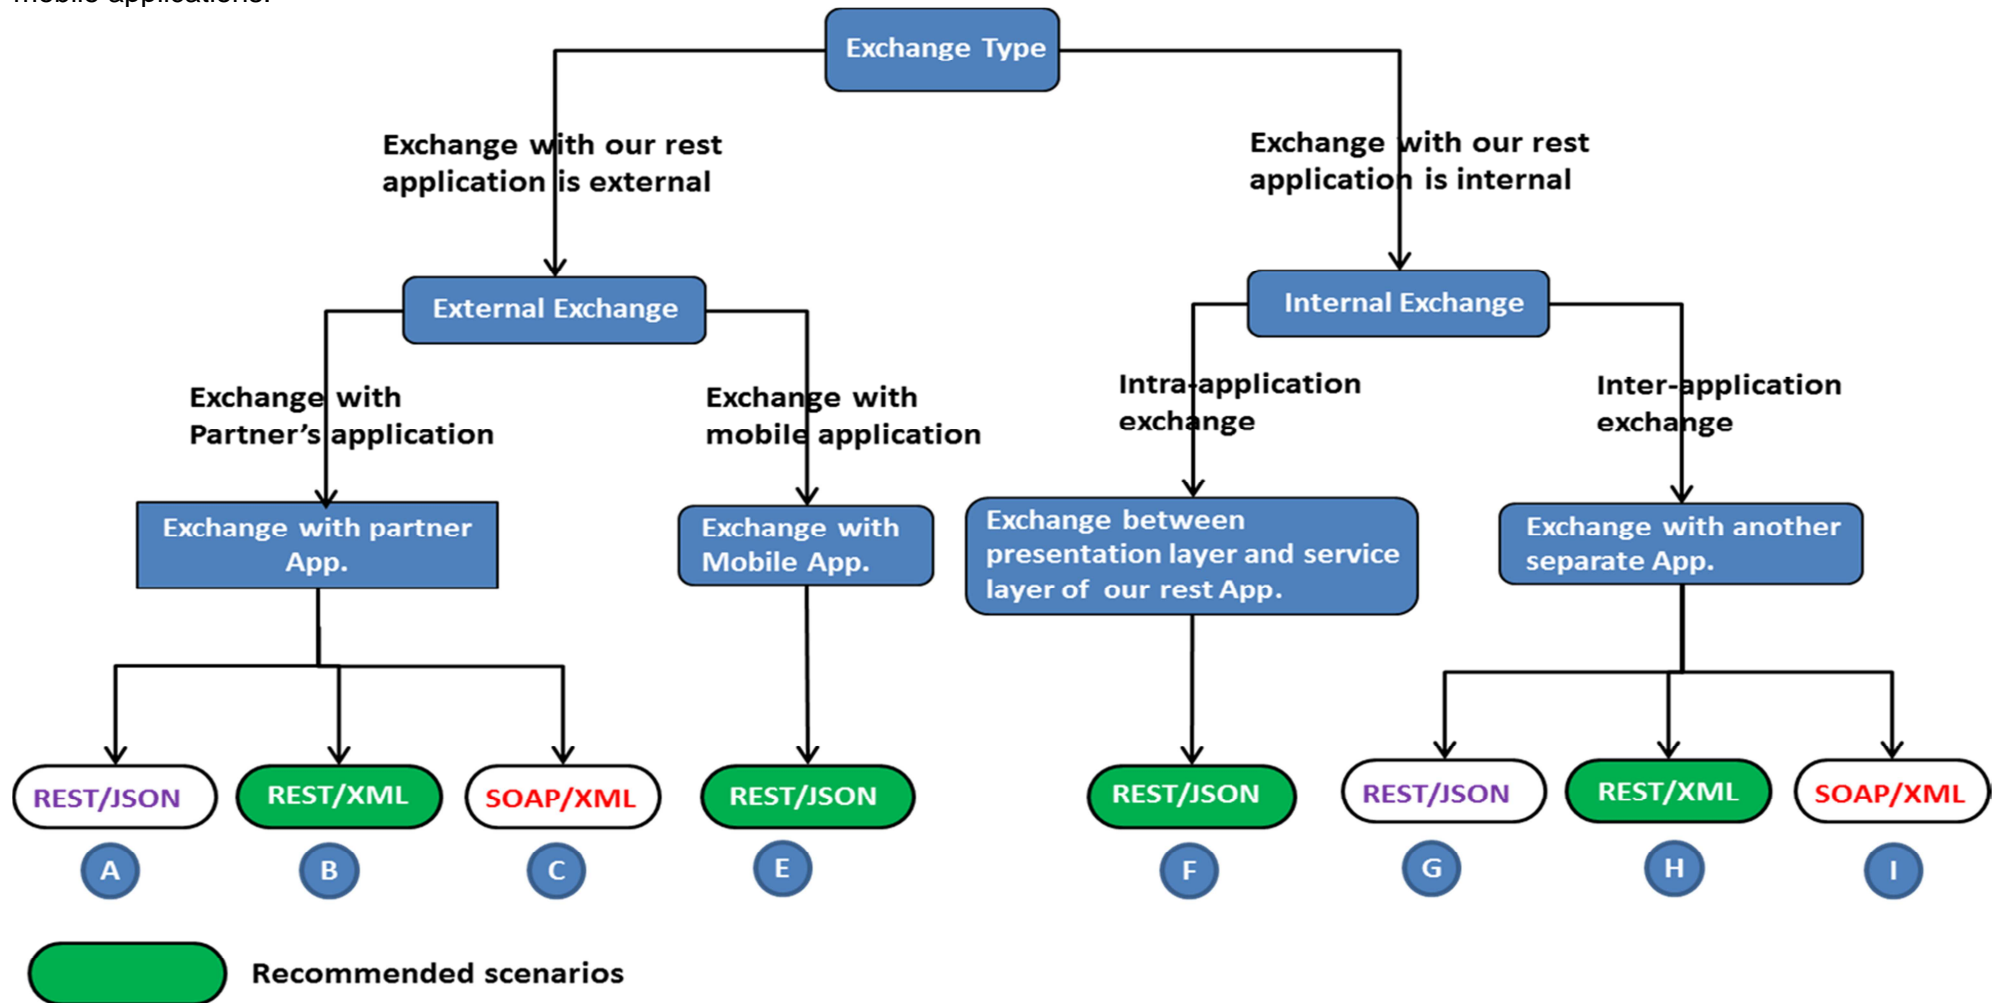 mobile applications.
Exchange Type
Exchange with our rest
application is external
Exchange with our rest
application is internal
External Exchange
Internal Exchange
Exchange with
Partner's application
Exchange with
mobile application
Intra-application
exchange
Inter-application
exchange
Exchange with partner
App.
Exchange with
Mobile App.
Exchange between
presentation layer and service
layer of our rest App.
Exchange with another
separate App.
REST/JSON
REST/XML
SOAP/XML
REST/JSON
REST/JSON
REST/JSON
REST/XML
SOAP/XML
A
B
C
E
F
G
H
I
Recommended scenarios